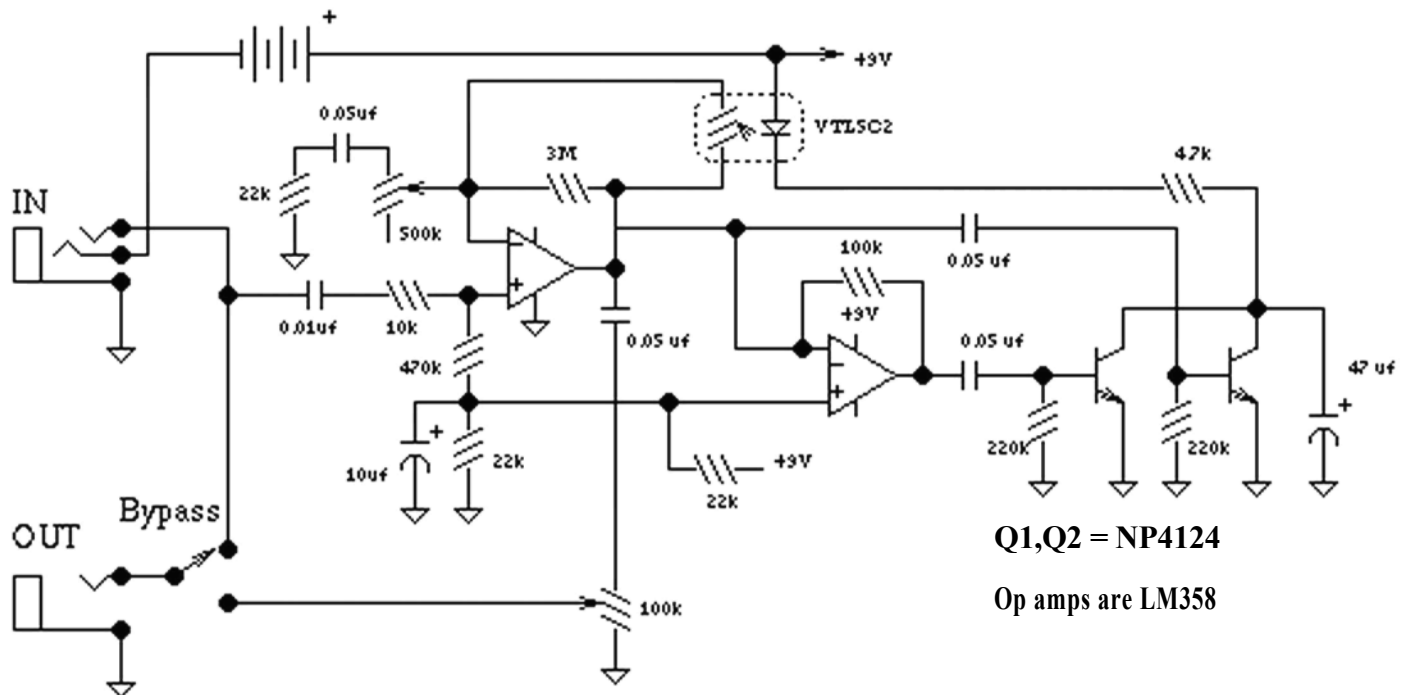 +
+9V
0.05uf
VTL5C2
3M
47k
22k
IN
500k
100k
0.05 uf
+9V
0.01uf
10k
0.05 uf
0.05 uf
470k
47 uf
+
+
10uf
22k
+9V
22k
220k
220k
Bypass
OUT
Q1,Q2 = NP4124
100k
Op amps are LM358